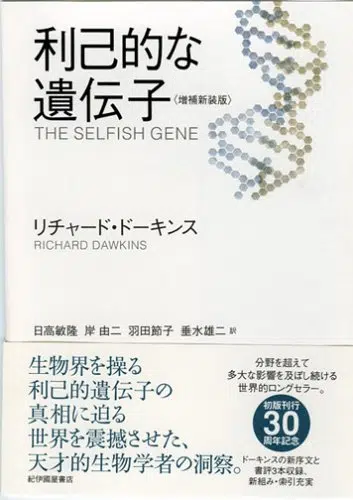 利己的な
遺伝子〈増補新装版〉
THE SELFISH GENE
リチャード・ドーキンス
RICHARD DAWKINS
日高敏隆 岸 由二 羽田節子 垂水雄二 訳
生物界を操る
利己的遺伝子の
真相に迫る
世界を震撼させた、
天才的生物学者の洞察。
紀伊國屋書店
分野を超えて
多大な影響を及ぼし続ける
世界的ロングセラー。
初版刊行
30
周年記念
ドーキンスの新序文と
書評3本収録、
新組み・索引充実